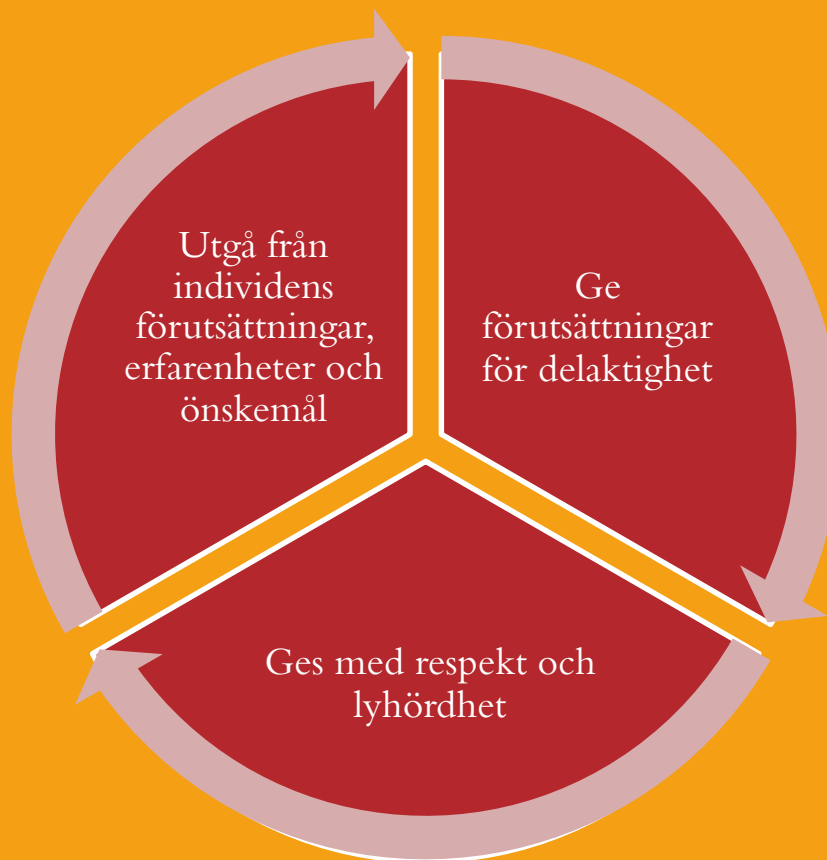 Utgå från
individens
förutsättningar,
erfarenheter och
önskemål
Ge
förutsättningar
för delaktighet
Ges med respekt och
lyhördhet